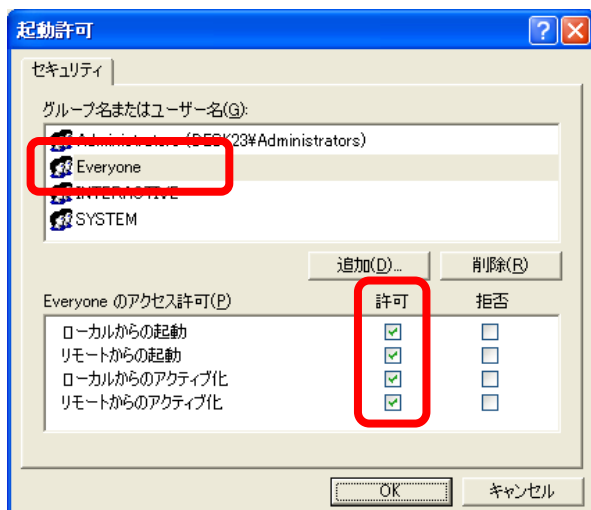 起動許可
セキュリティ
グループ名またはユーザー名(G):
Administrators (DESK23¥Administrators)
Everyone
INTERACTIVE
SYSTEM
追加(D)... 削除(R)
Everyone のアクセス許可(P) 許可 拒否
ローカルからの起動
リモートからの起動
ローカルからのアクティブ化
リモートからのアクティブ化
OK キャンセル